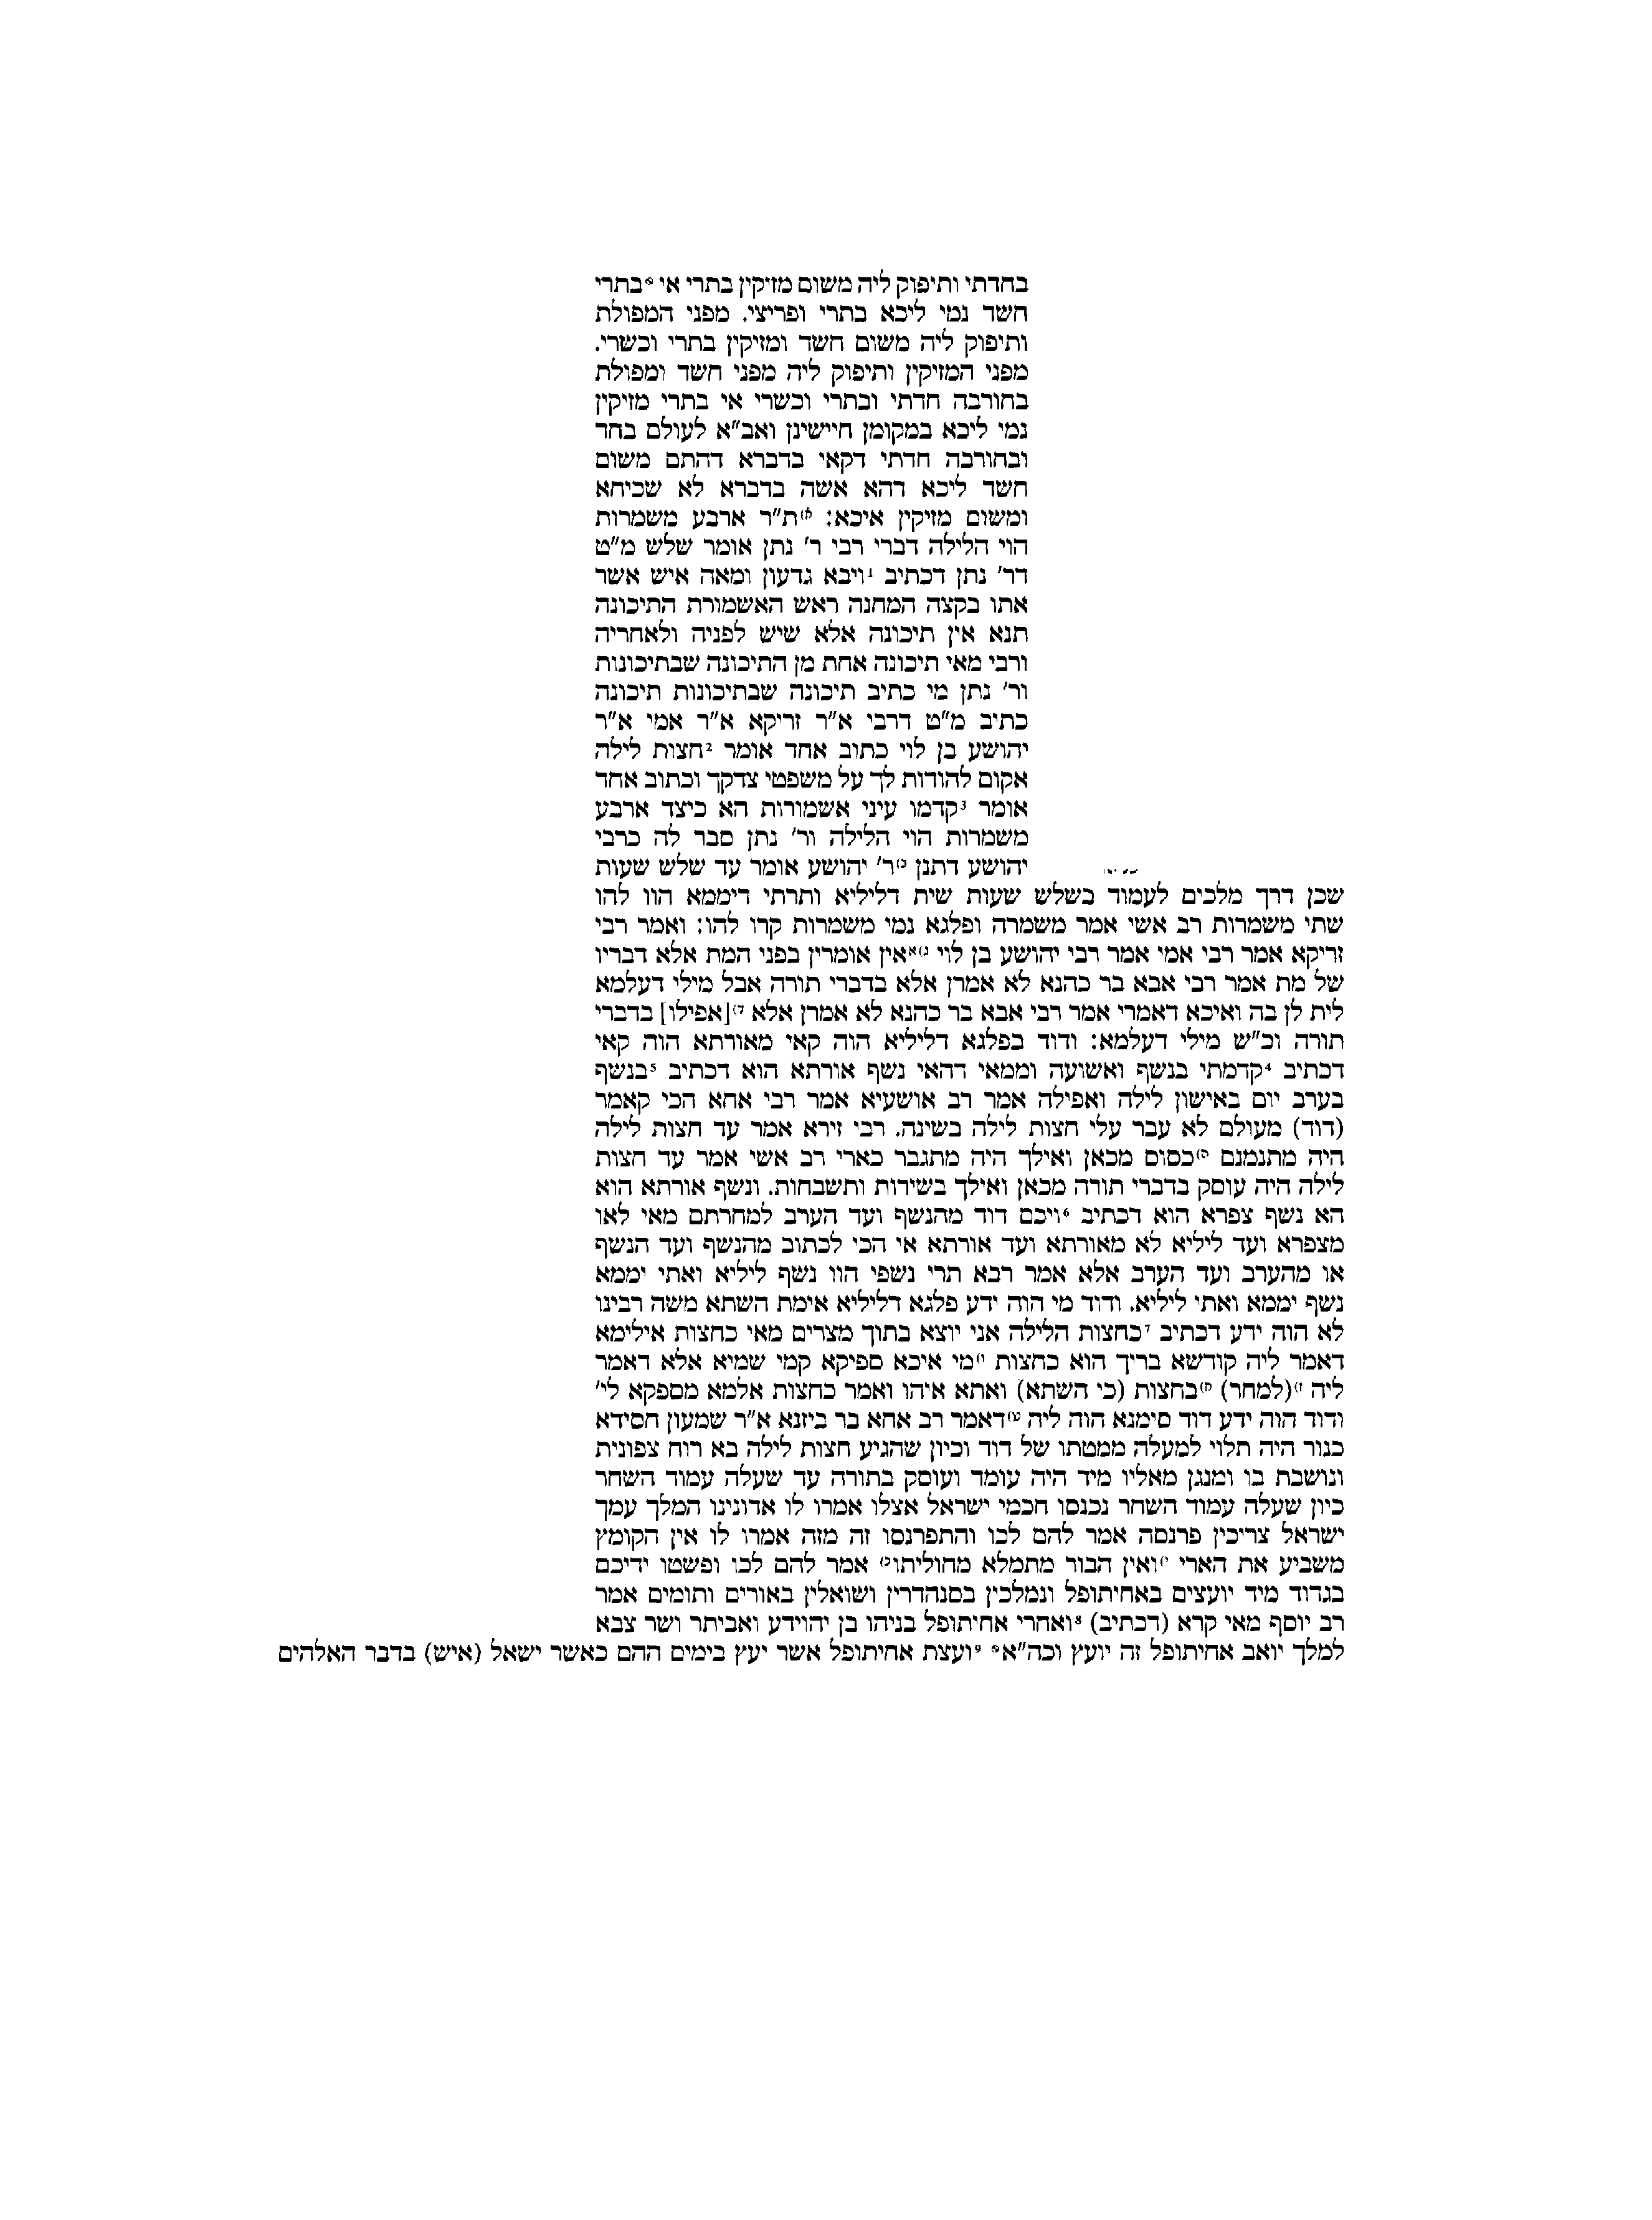 בחדתי ותיפוק ליה משום מזיקין בתרי אי °בתרי
חשד נמי ליכא בתרי ופריצי. מפני המפולת
ותיפוק ליה משום חשד ומזיקין בתרי וכשרי.
מפני המזיקין ותיפוק ליה מפני חשד ומפולת
בחורבה חדתי ובתרי וכשרי אי בתרי מזיקין
נמי ליכא במקומן חיישינן ואב"א לעולם בחד
ובחורבה חדתי דקאי בדברא דהתם משום
חשד ליכא דהא אשה בדברא לא שכיחא
ומשום מזיקין איכא: א)ת"ר ארבע משמרות
הוי הלילה דברי רבי ר' נתן אומר שלש מ"ט
דר' נתן דכתיב 1ויבא גדעון ומאה איש אשר
אתו בקצה המחנה ראש האשמורת התיכונה
תנא אין תיכונה אלא שיש לפניה ולאחריה
ורבי מאי תיכונה אחת מן התיכונה שבתיכונות
ור' נתן מי כתיב תיכונה שבתיכונות תיכונה
כתיב מ"ט דרבי א"ר זריקא א"ר אמי א"ר
יהושע בן לוי כתוב אחד אומר 2חצות לילה
אקום להודות לך על משפטי צדקך וכתוב אחד
אומר 3קדמו עיני אשמורות הא כיצד ארבע
משמרות הוי הלילה ור' נתן סבר לה כרבי
יהושע דתנן ב)ר' יהושע אומר עד שלש שעות
שכן דרך מלכים לעמוד בשלש שעות שית דליליא ותרתי דיממא הוו להו
שתי משמרות רב אשי אמר משמרה ופלגא נמי משמרות קרו להו: ואמר רבי
זריקא אמר רבי אמי אמר רבי יהושע בן לוי ג)אאין אומרין בפני המת אלא דבריו
של מת אמר רבי אבא בר כהנא לא אמרן אלא בדברי תורה אבל מילי דעלמא
לית לן בה ואיכא דאמרי אמר רבי אבא בר כהנא לא אמרן אלא ד)[אפילו] בדברי
תורה וכ"ש מילי דעלמא: ודוד בפלגא דליליא הוה קאי מאורתא הוה קאי
דכתיב 4קדמתי בנשף ואשועה וממאי דהאי נשף אורתא הוא דכתיב 5בנשף
בערב יום באישון לילה ואפילה אמר רב אושעיא אמר רבי אחא הכי קאמר
(דוד) מעולם לא עבר עלי חצות לילה בשינה. רבי זירא אמר עד חצות לילה
היה מתנמנם ה)כסוס מכאן ואילך היה מתגבר כארי רב אשי אמר עד חצות
לילה היה עוסק בדברי תורה מכאן ואילך בשירות ותשבחות. ונשף אורתא הוא
הא נשף צפרא הוא דכתיב 6ויכם דוד מהנשף ועד הערב למחרתם מאי לאו
מצפרא ועד ליליא לא מאורתא ועד אורתא אי הכי לכתוב מהנשף ועד הנשף
או מהערב ועד הערב אלא אמר רבא תרי נשפי הוו נשף ליליא ואתי יממא
נשף יממא ואתי ליליא. ודוד מי הוה ידע פלגא דליליא אימת השתא משה רבינו
לא הוה ידע דכתיב 7כחצות הלילה אני יוצא בתוך מצרים מאי כחצות אילימא
דאמר ליה קודשא בריך הוא כחצות ו)מי איכא ספיקא קמי שמיא אלא דאמר
ליה ז)(למחר) ח)בחצות (כי השתא) ואתא איהו ואמר כחצות אלמא מספקא לי'
ודוד הוה ידע דוד סימנא הוה ליה ט)דאמר רב אחא בר ביזנא א"ר שמעון חסידא
כנור היה תלוי למעלה ממטתו של דוד וכיון שהגיע חצות לילה בא רוח צפונית
ונושבת בו ומנגן מאליו מיד היה עומד ועוסק בתורה עד שעלה עמוד השחר
כיון שעלה עמוד השחר נכנסו חכמי ישראל אצלו אמרו לו אדונינו המלך עמך
ישראל צריכין פרנסה אמר להם לכו והתפרנסו זה מזה אמרו לו אין הקומץ
משביע את הארי י)ואין הבור מתמלא מחוליתוכ) אמר להם לכו ופשטו ידיכם
בגדוד מיד יועצים באחיתופל ונמלכין בסנהדרין ושואלין באורים ותומים אמר
רב יוסף מאי קרא (דכתיב) 8ואחרי אחיתופל בניהו בן יהוידע ואביתר ושר צבא
למלך יואב אחיתופל זה יועץ וכה"א° 9ועצת אחיתופל אשר יעץ בימים ההם כאשר ישאל (איש) בדבר האלהים